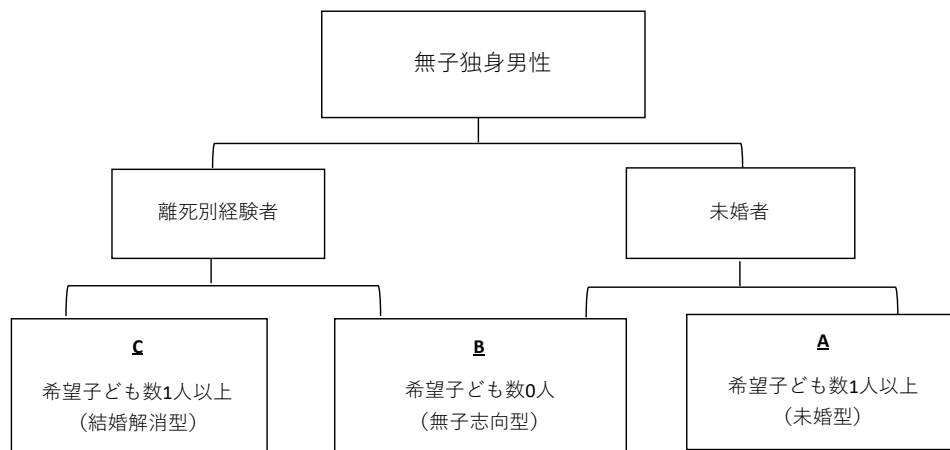 無子独身男性
離死別経験者
未婚者
C
希望子ども数1人以上
（結婚解消型）
B
希望子ども数0人
（無子志向型）
A
希望子ども数1人以上
（未婚型）